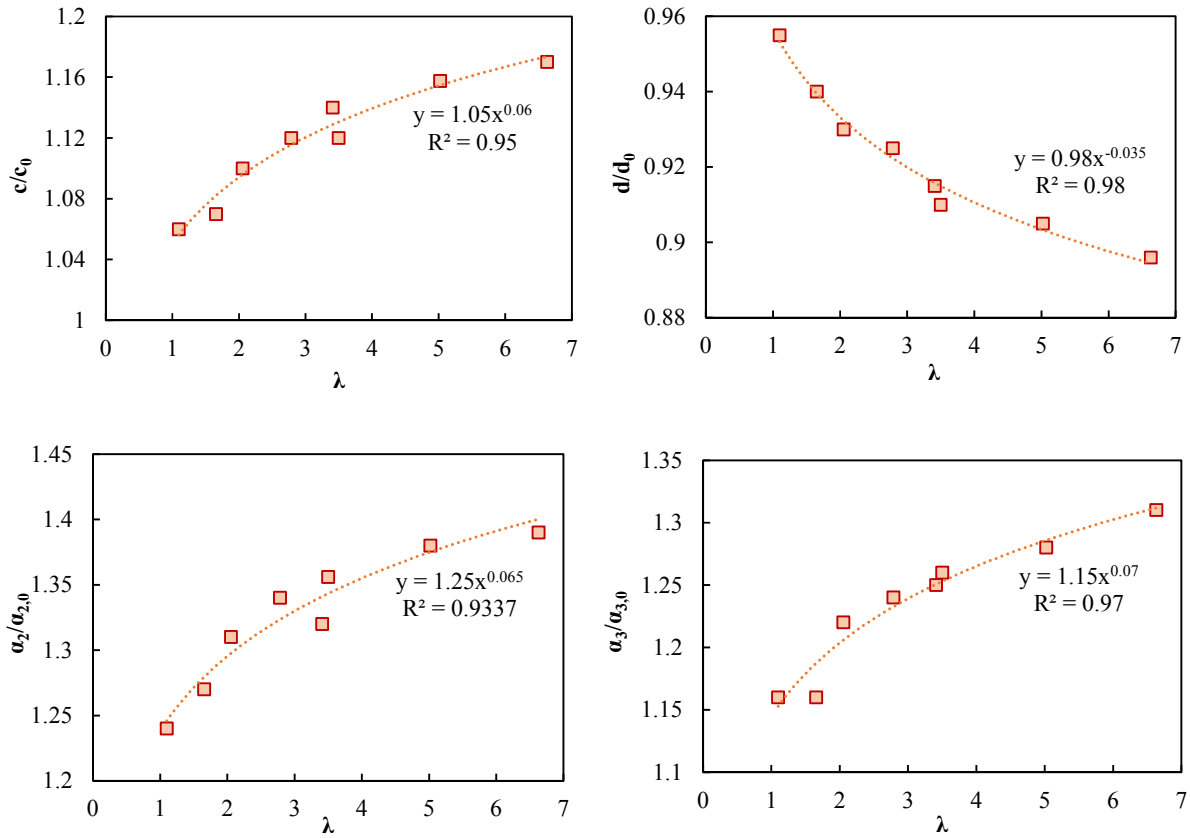 1.2
1.16
1.12
1.08
1.04
1
c/c₀
y = 1.05x^0.06
R² = 0.95
0 1 2 3 4 5 6 7
λ
0.96
0.94
0.92
0.9
0.88
d/d₀
y = 0.98x^-0.035
R² = 0.98
0 1 2 3 4 5 6 7
λ
1.45
1.4
1.35
1.3
1.25
1.2
α₂/α₂,₀
y = 1.25x^0.065
R² = 0.9337
0 1 2 3 4 5 6 7
λ
1.35
1.3
1.25
1.2
1.15
1.1
α₃/α₃,₀
y = 1.15x^0.07
R² = 0.97
0 1 2 3 4 5 6 7
λ